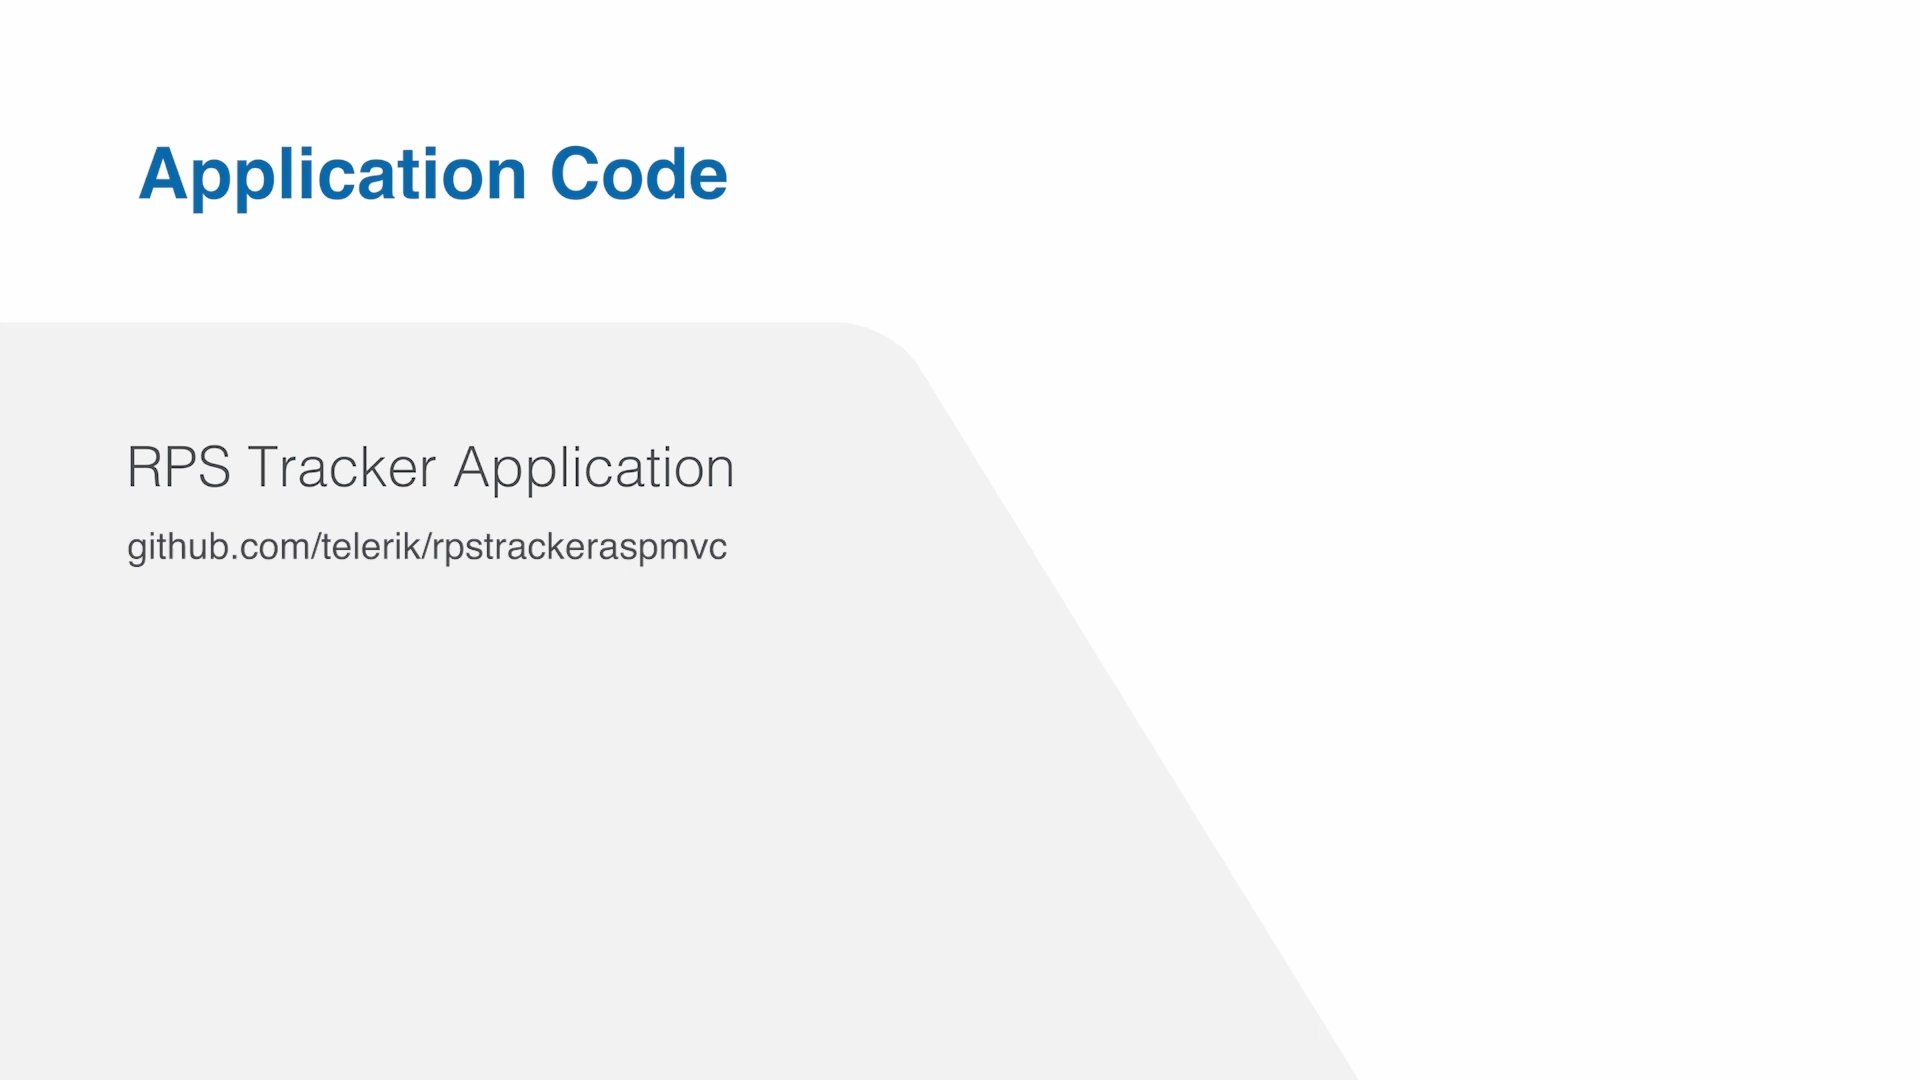 Application Code
RPS Tracker Application
github.com/telerik/rpstrackeraspmvc